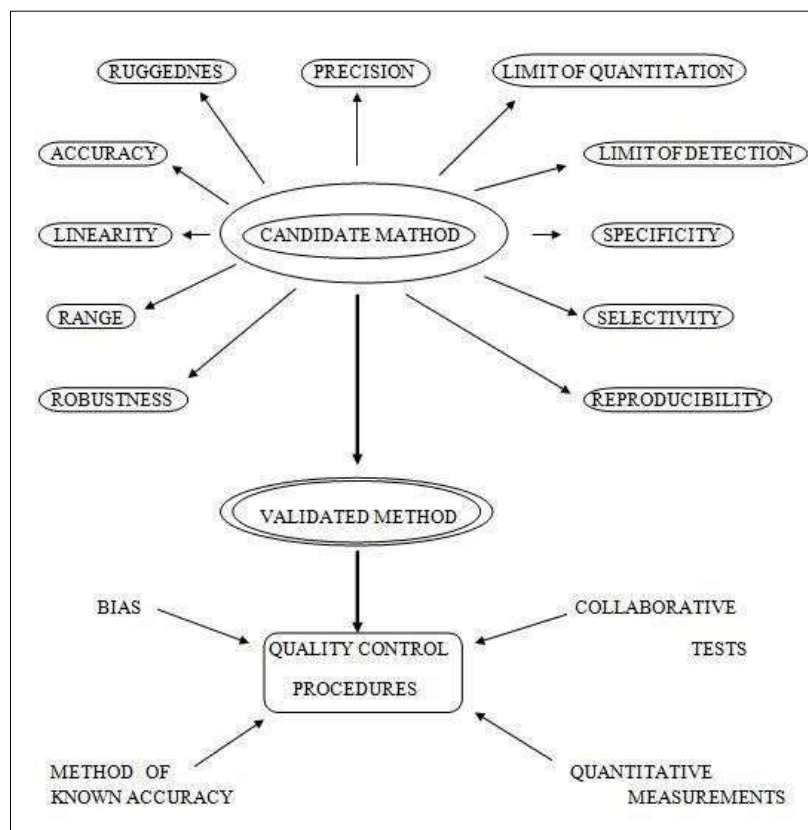 RUGGEDNES
PRECISION
LIMIT OF QUANTITATION
ACCURACY
LIMIT OF DETECTION
LINEARITY
CANDIDATE MATHOD
SPECIFICITY
RANGE
SELECTIVITY
ROBUSTNESS
REPRODUCIBILITY
VALIDATED METHOD
BIAS
COLLABORATIVE
TESTS
QUALITY CONTROL
PROCEDURES
METHOD OF
KNOWN ACCURACY
QUANTITATIVE
MEASUREMENTS